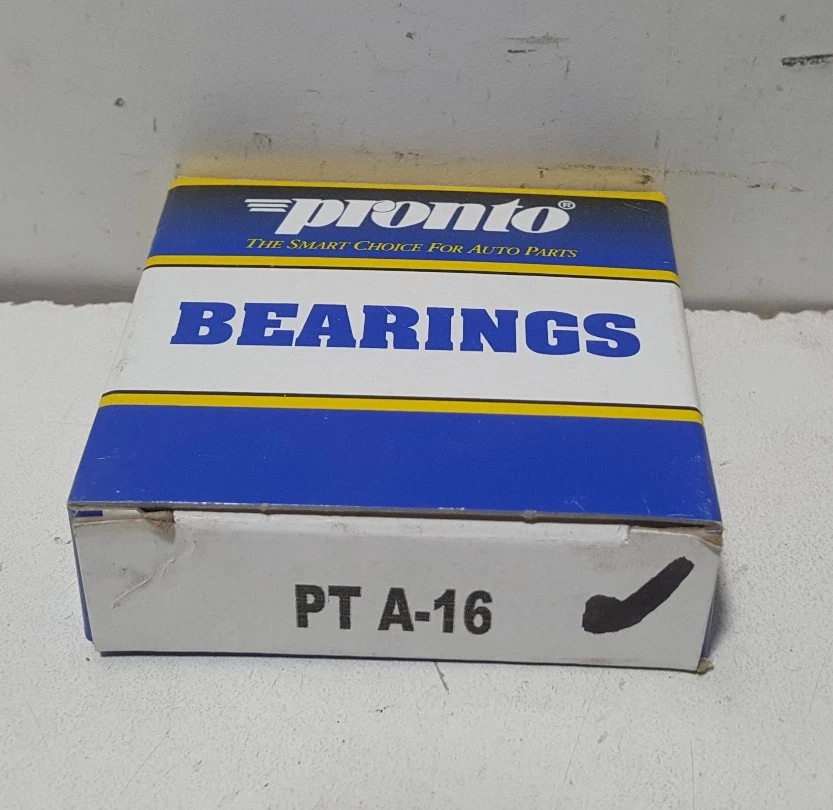 pronto®
THE SMART CHOICE FOR AUTO PARTS
BEARINGS
PT A-16